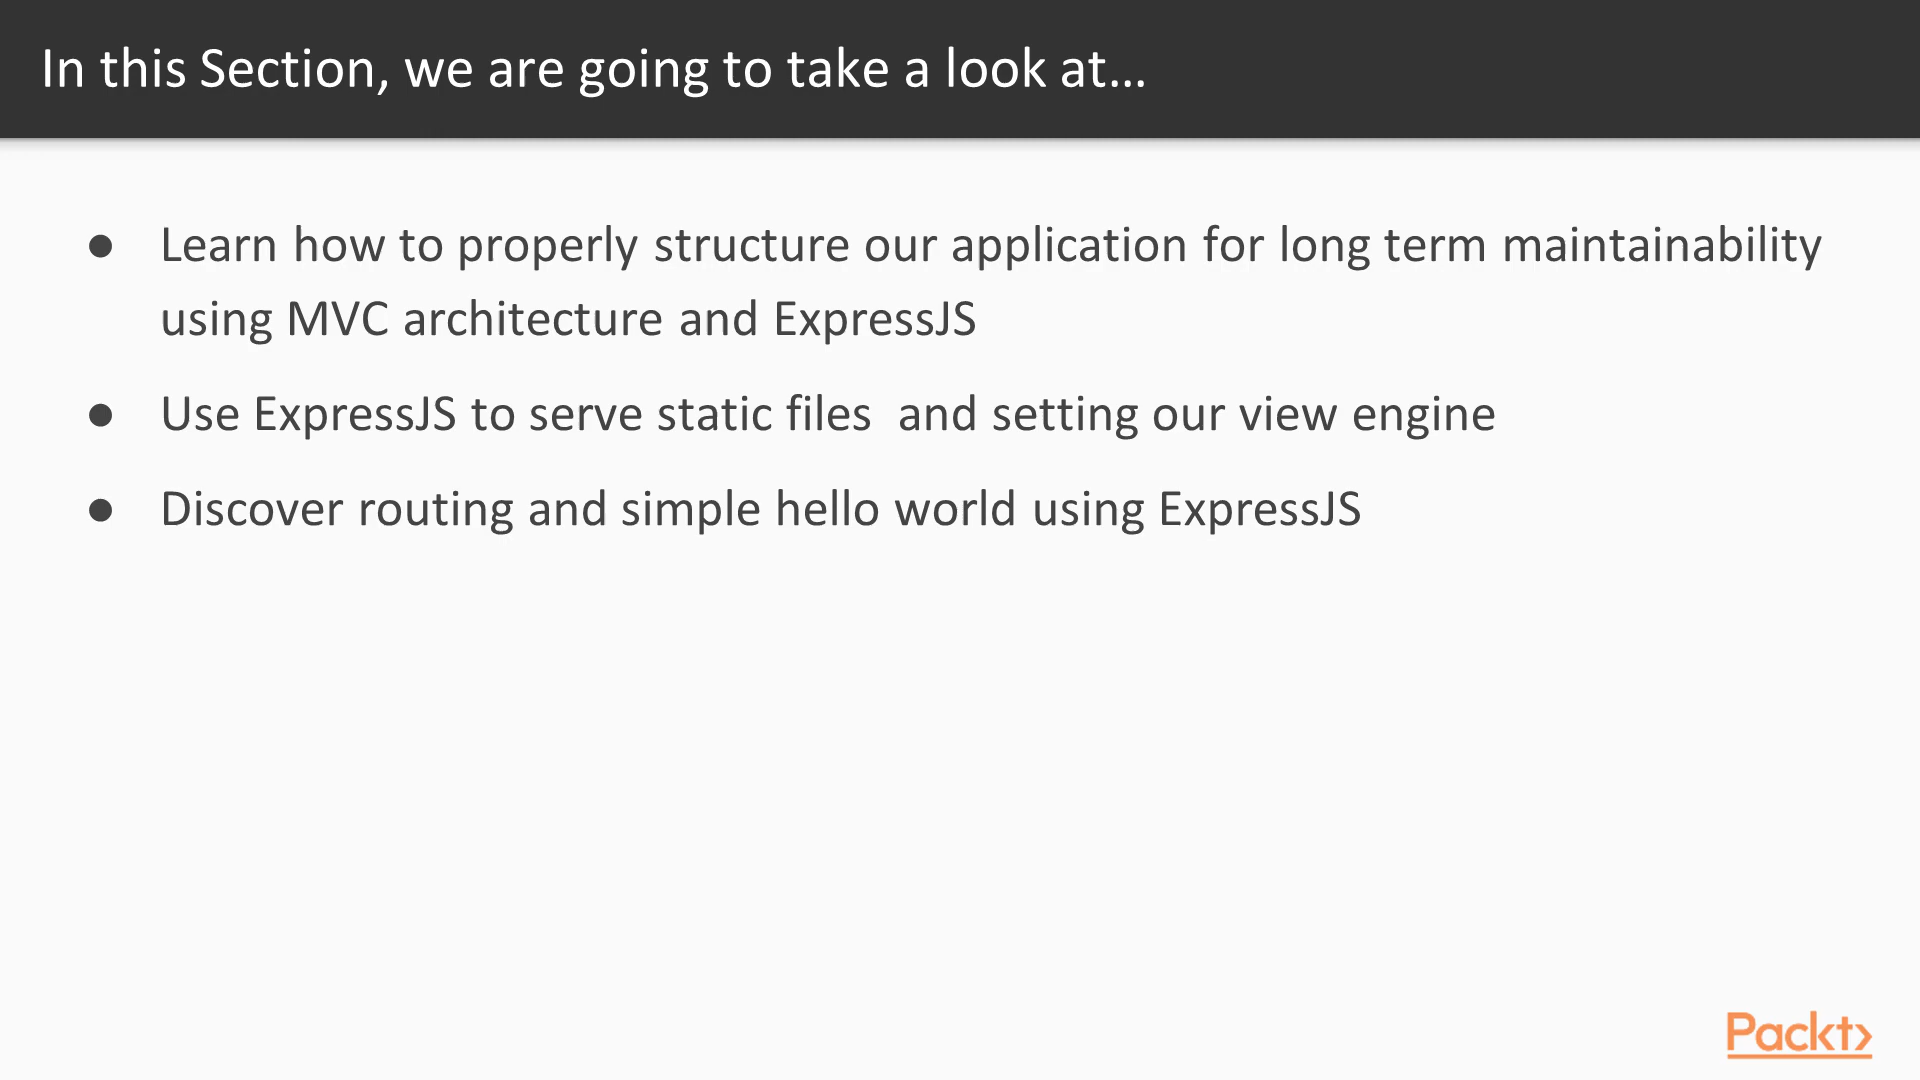 In this Section, we are going to take a look at...
● Learn how to properly structure our application for long term maintainability
using MVC architecture and ExpressJS
● Use ExpressJS to serve static files  and setting our view engine
● Discover routing and simple hello world using ExpressJS
Packt>